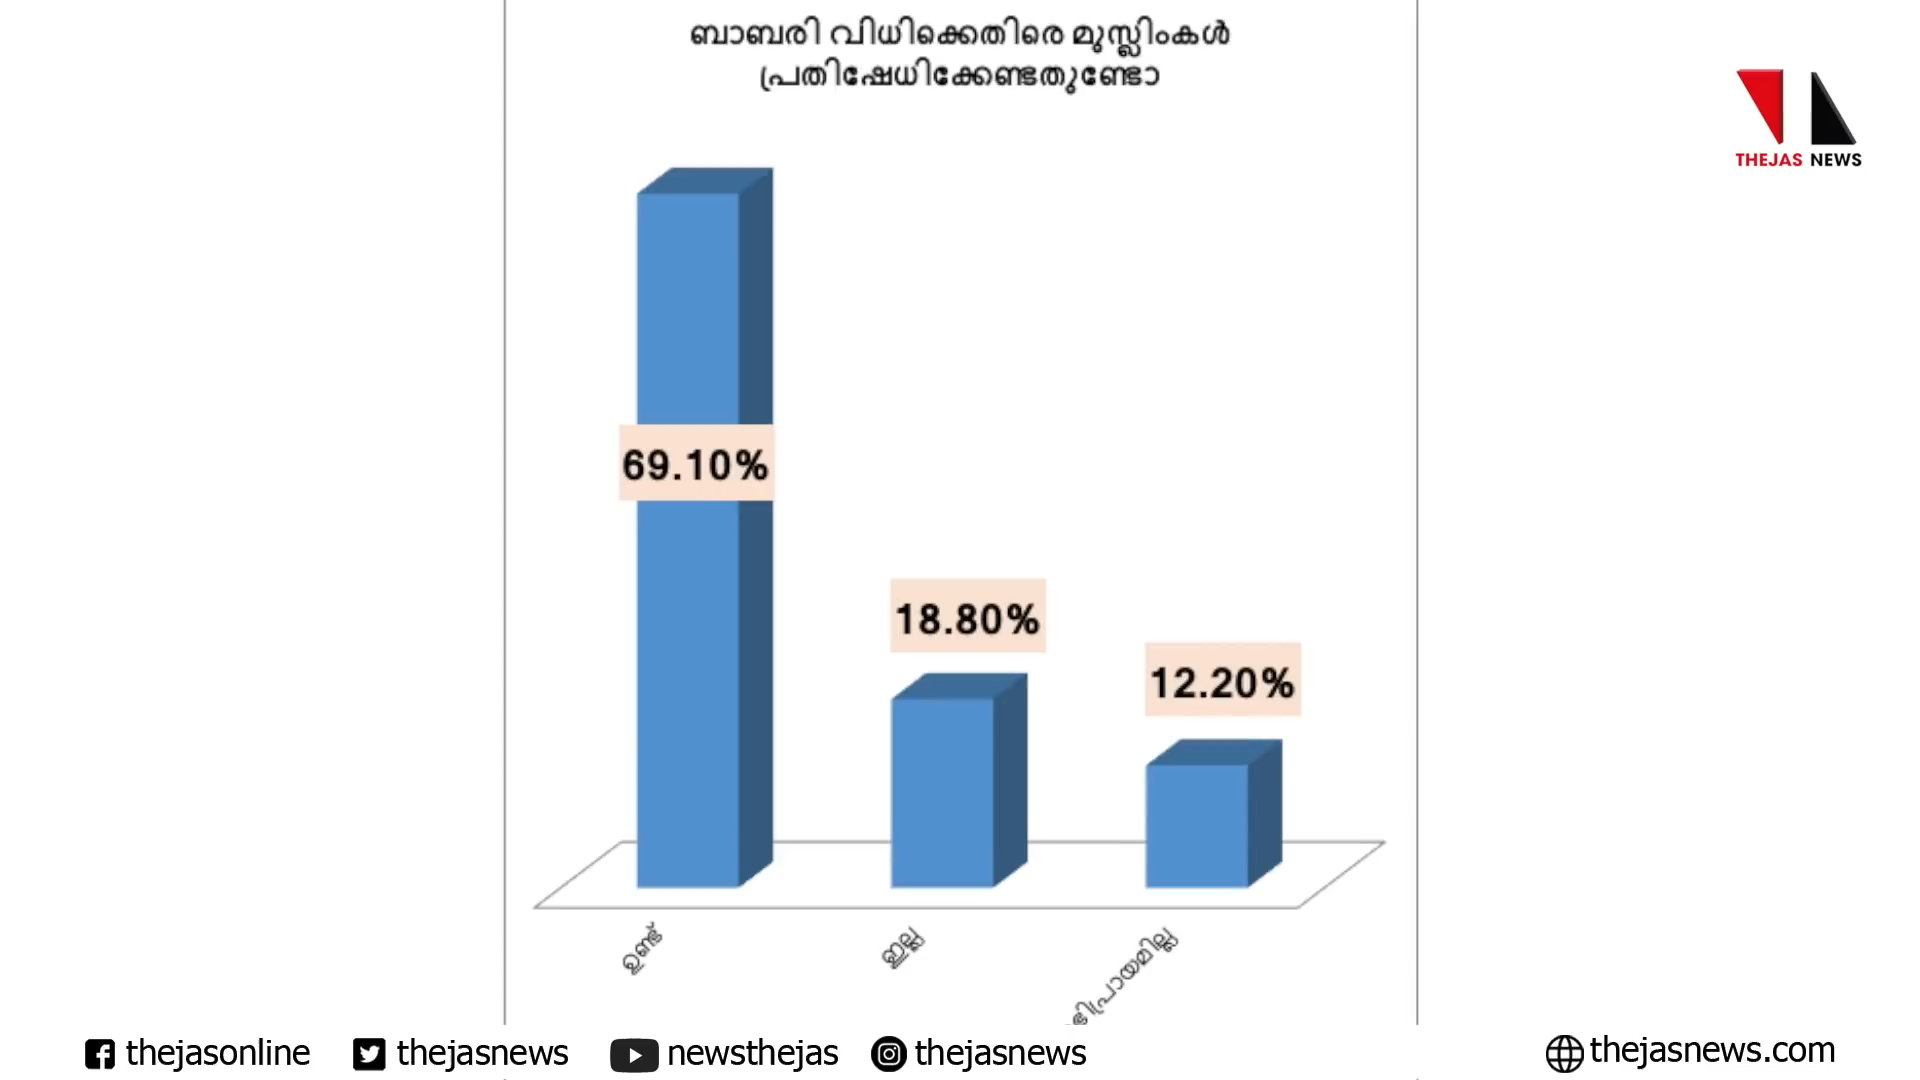 ബാബരി വിധിക്കെതിരെ മുസ്ലിംകൾ
പ്രതിഷേധിക്കേണ്ടതുണ്ടോ
THEJAS NEWS
69.10%
18.80%
12.20%
ഉണ്ട്
ഇല്ല
thejasonline
thejasnews
newsthejas
thejasnews
thejasnews.com